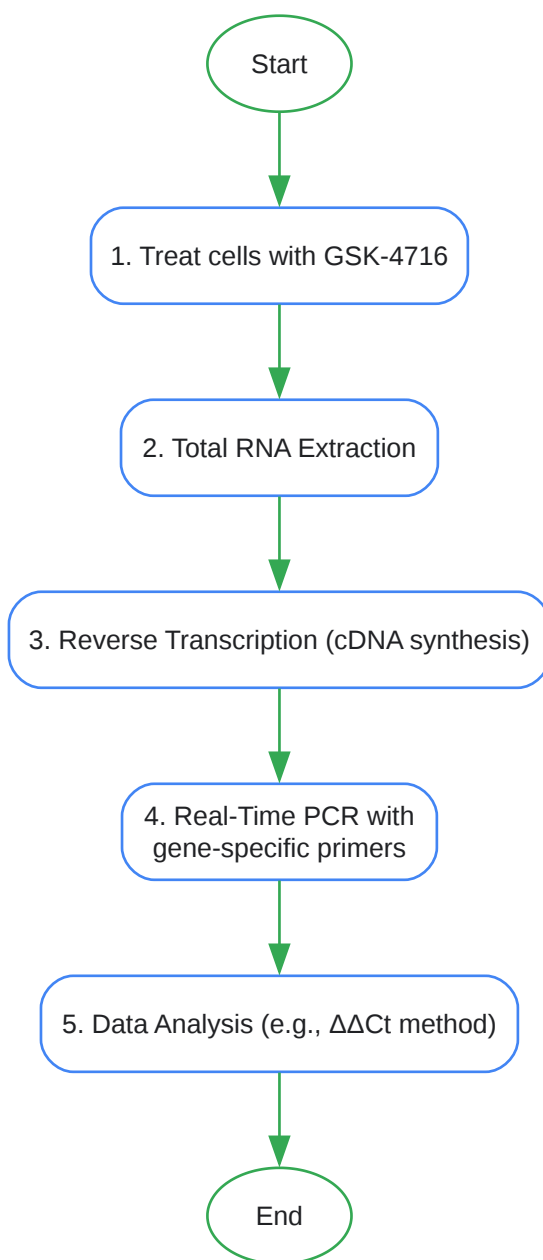 Start
1. Treat cells with GSK-4716
2. Total RNA Extraction
3. Reverse Transcription (cDNA synthesis)
4. Real-Time PCR with
gene-specific primers
5. Data Analysis (e.g., ΔΔCt method)
End